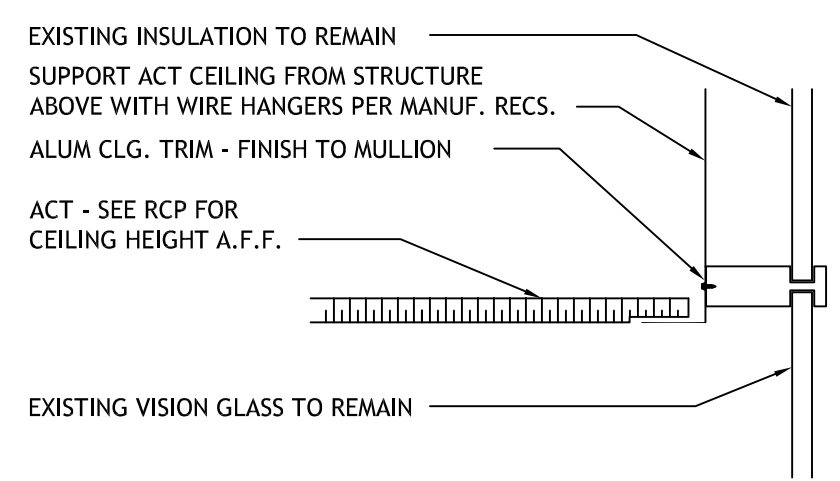 EXISTING INSULATION TO REMAIN
SUPPORT ACT CEILING FROM STRUCTURE
ABOVE WITH WIRE HANGERS PER MANUF. RECS.
ALUM CLG. TRIM - FINISH TO MULLION
ACT - SEE RCP FOR
CEILING HEIGHT A.F.F.
EXISTING VISION GLASS TO REMAIN